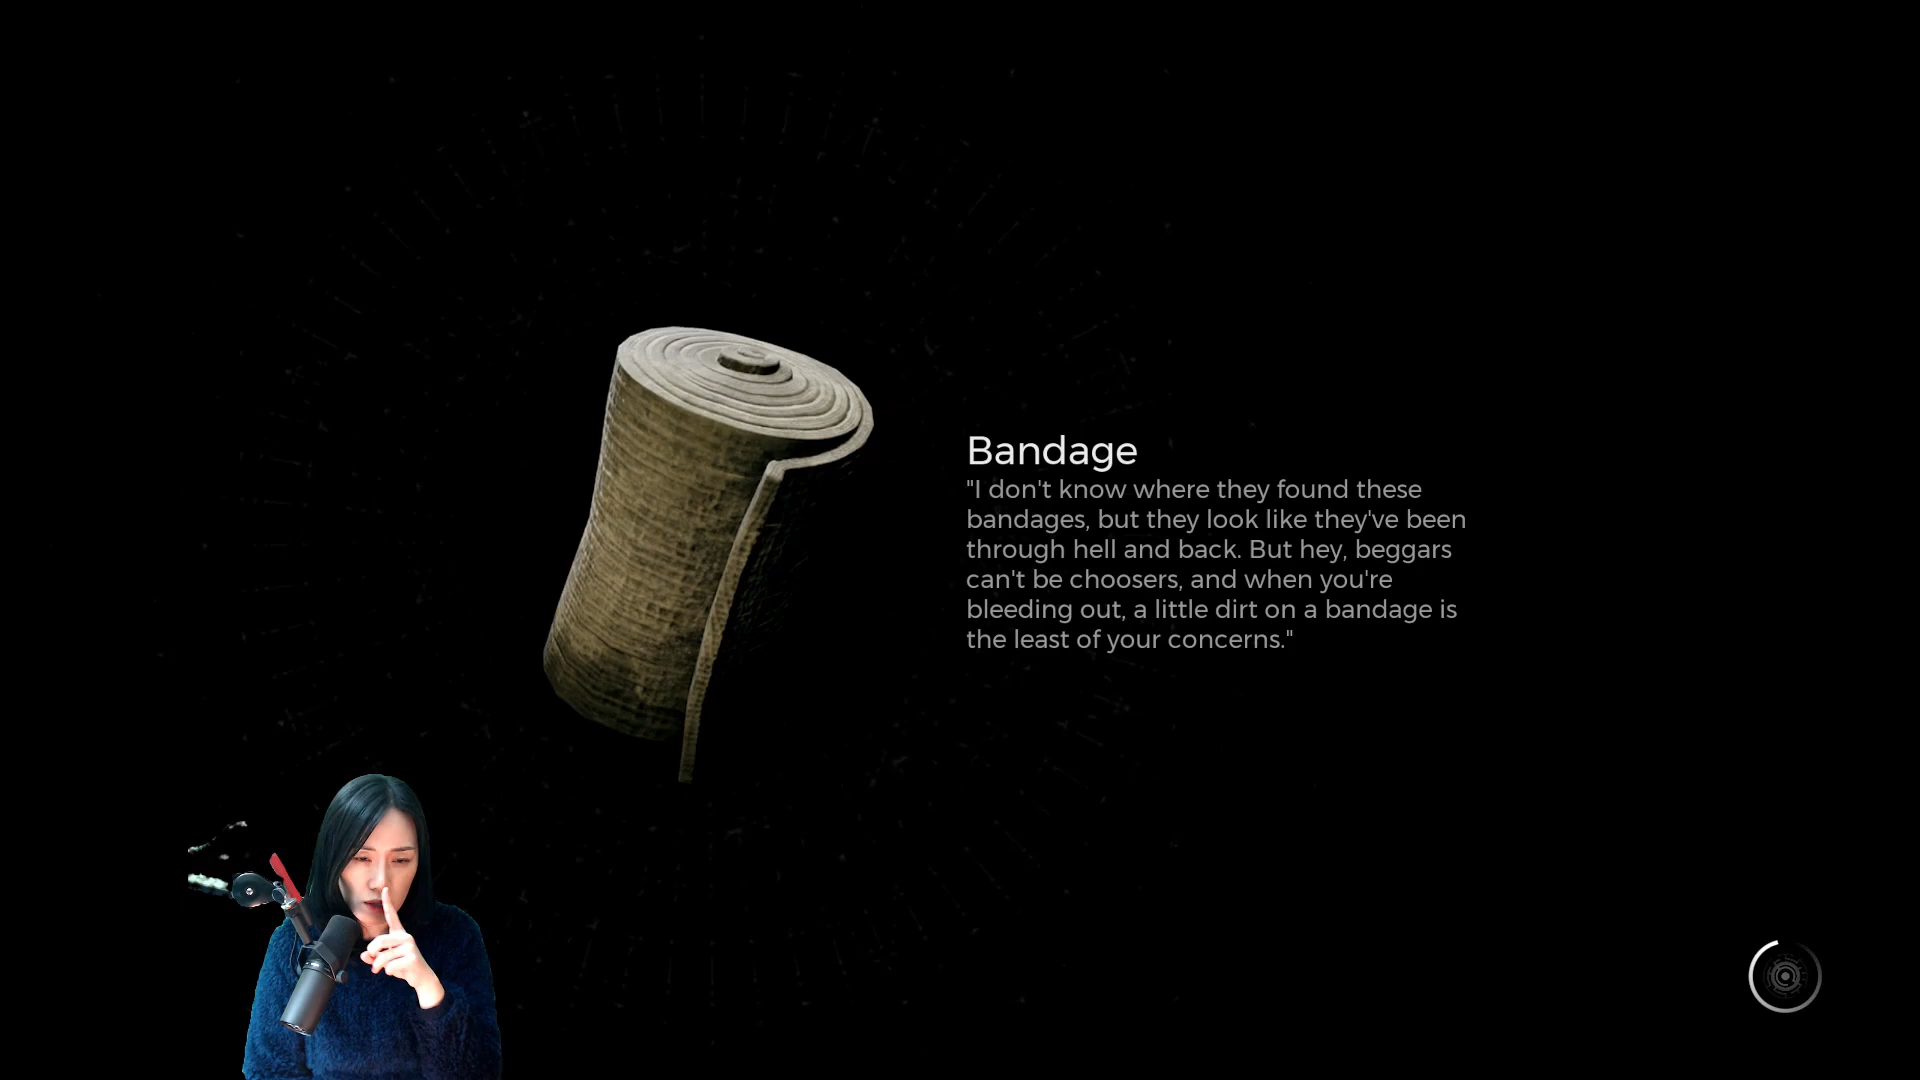 Bandage
"I don't know where they found these
bandages, but they look like they've been
through hell and back. But hey, beggars
can't be choosers, and when you're
bleeding out, a little dirt on a bandage is
the least of your concerns."